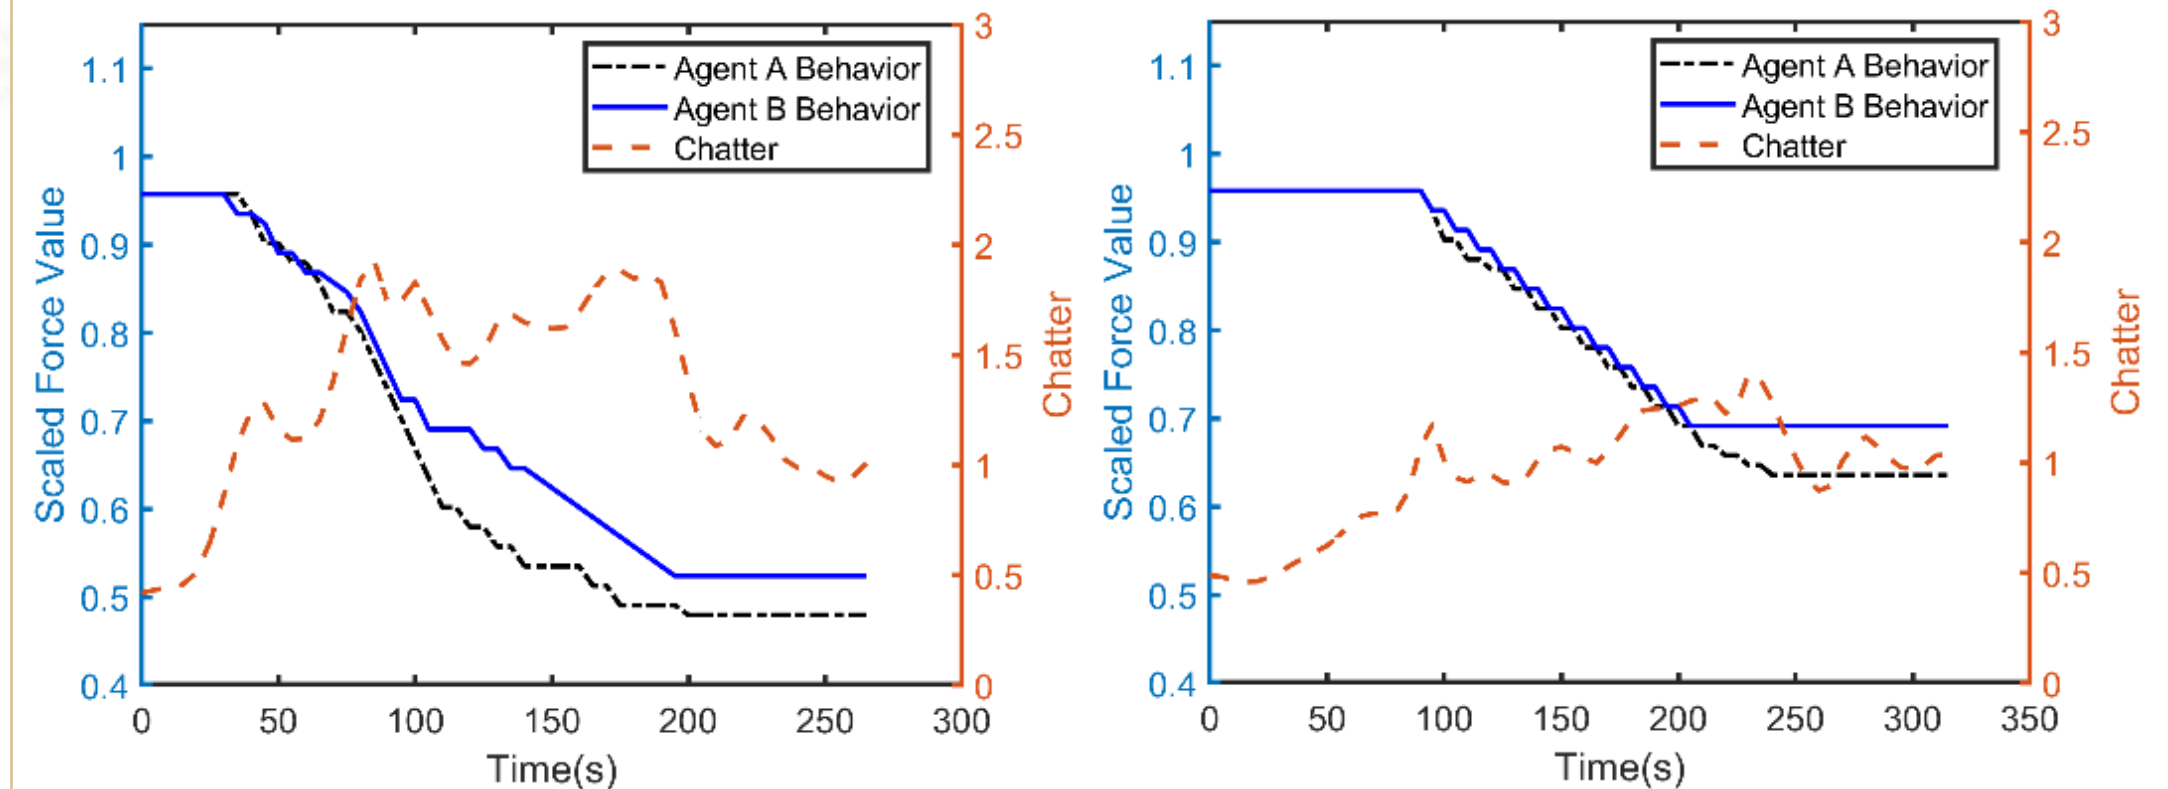 Agent A Behavior
Agent B Behavior
Chatter
Scaled Force Value
1.1
1
0.9
0.8
0.7
0.6
0.5
0.4
3
2.5
2
1.5
1
0.5
0
Chatter
0 50 100 150 200 250 300
Time(s)
Agent A Behavior
Agent B Behavior
Chatter
Scaled Force Value
1.1
1
0.9
0.8
0.7
0.6
0.5
0.4
3
2.5
2
1.5
1
0.5
0
Chatter
0 50 100 150 200 250 300 350
Time(s)